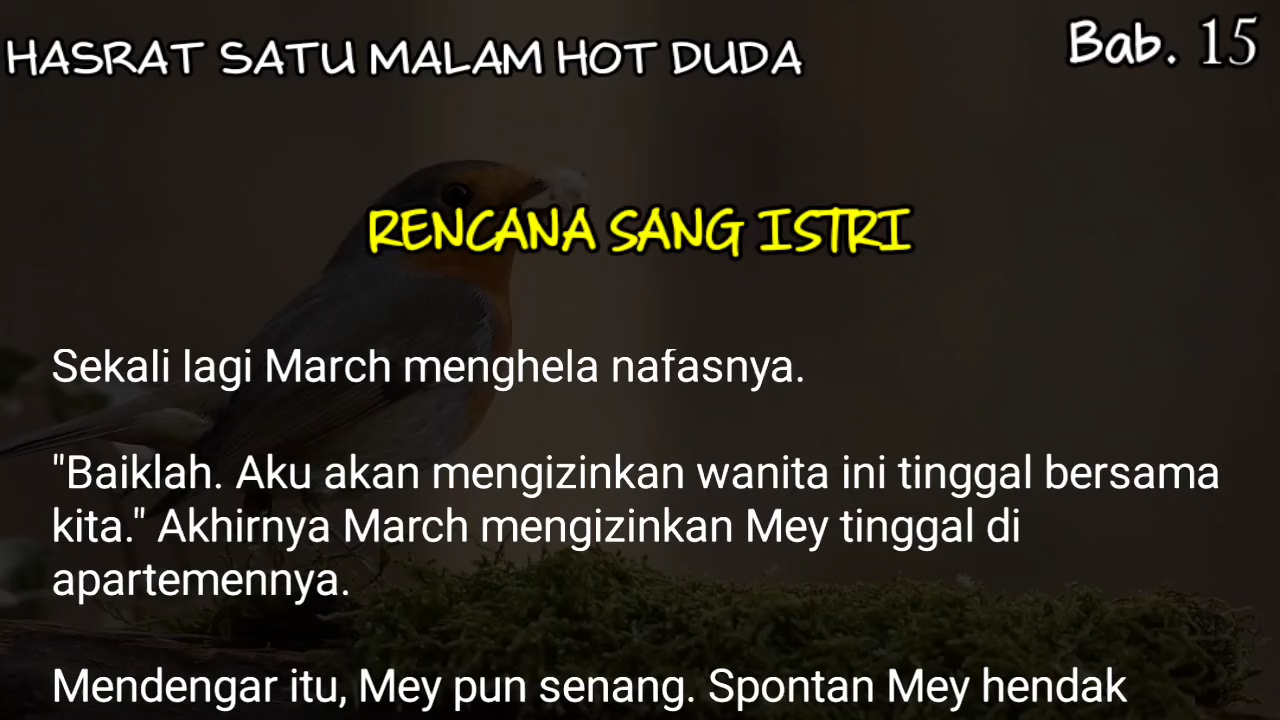 HASRAT SATU MALAM HOT DUDA
Bab. 15
RENCANA SANG ISTRI
Sekali lagi March menghela nafasnya.
"Baiklah. Aku akan mengizinkan wanita ini tinggal bersama
kita." Akhirnya March mengizinkan Mey tinggal di
apartemennya.
Mendengar itu, Mey pun senang. Spontan Mey hendak